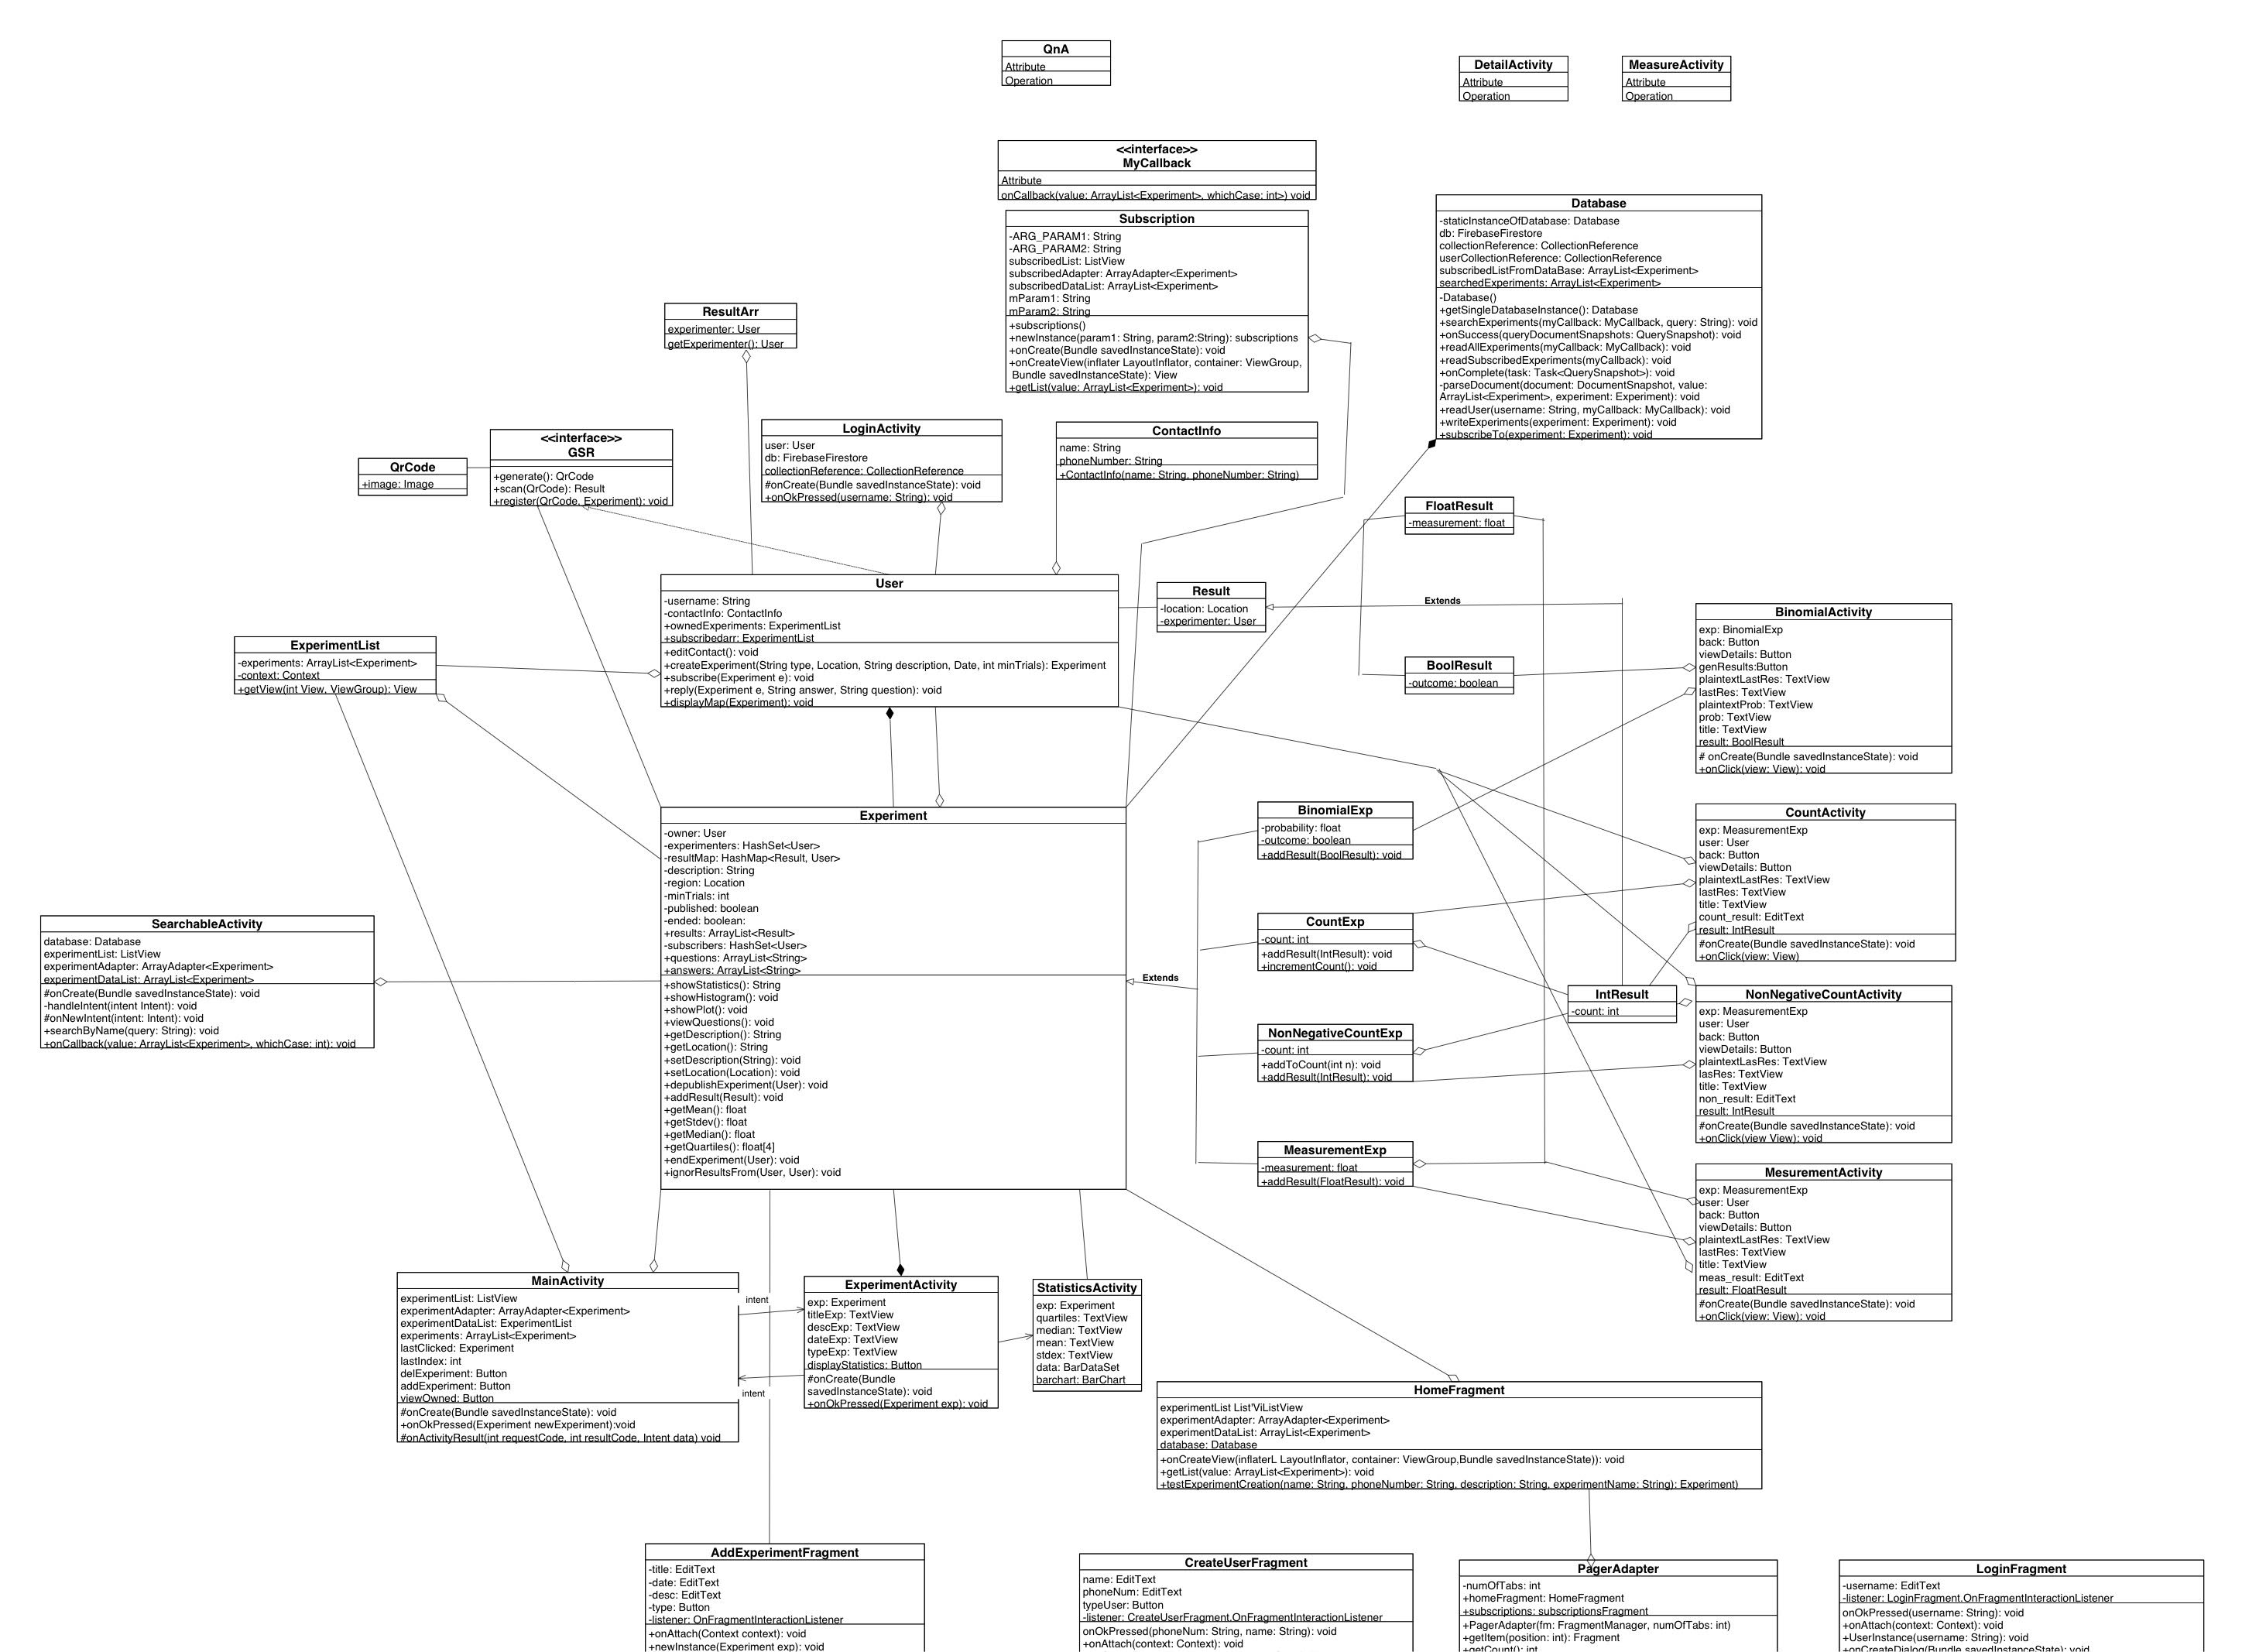 QnA
Attribute
Operation
DetailActivity
Attribute
Operation
MeasureActivity
Attribute
Operation
<<interface>>
MyCallback
Attribute
onCallback(value: ArrayList<Experiment>, whichCase: int>) void
Subscription
-ARG_PARAM1: String
-ARG_PARAM2: String
subscribedList: ListView
subscribedAdapter: ArrayAdapter<Experiment>
subscribedDataList: ArrayList<Experiment>
mParam1: String
mParam2: String
+subscriptions()
+newInstance(param1: String, param2:String): subscriptions
+onCreate(Bundle savedInstanceState): void
+onCreateView(inflater LayoutInflator, container: ViewGroup,
Bundle savedInstanceState): View
+getList(value: ArrayList<Experiment>): void
Database
-staticInstanceOfDatabase: Database
db: FirebaseFirestore
collectionReference: CollectionReference
userCollectionReference: CollectionReference
subscribedListFromDataBase: ArrayList<Experiment>
searchedExperiments: ArrayList<Experiment>
-Database()
+getSingleDatabaseInstance(): Database
+searchExperiments(myCallback: MyCallback, query: String): void
+onSuccess(queryDocumentSnapshots: QuerySnapshot): void
+readAllExperiments(myCallback: MyCallback): void
+readSubscribedExperiments(myCallback): void
+onComplete(task: Task<QuerySnapshot>): void
-parseDocument(document: DocumentSnapshot, value:
ArrayList<Experiment>, experiment: Experiment): void
+readUser(username: String, myCallback: MyCallback): void
+writeExperiments(experiment: Experiment): void
+subscribeTo(experiment: Experiment): void
ResultArr
experimenter: User
getExperimenter(): User
QrCode
+image: Image
<<interface>>
GSR
+generate(): QrCode
+scan(QrCode): Result
+register(QrCode, Experiment): void
LoginActivity
user: User
db: FirebaseFirestore
collectionReference: CollectionReference
#onCreate(Bundle savedInstanceState): void
+onOkPressed(username: String): void
ContactInfo
name: String
phoneNumber: String
+ContactInfo(name: String, phoneNumber: String)
FloatResult
-measurement: float
User
-username: String
-contactInfo: ContactInfo
+ownedExperiments: ExperimentList
+subscribedarr: ExperimentList
+editContact(): void
+createExperiment(String type, Location, String description, Date, int minTrials): Experiment
+subscribe(Experiment e): void
+reply(Experiment e, String answer, String question): void
+displayMap(Experiment): void
Result
-location: Location
-experimenter: User
Extends
BoolResult
-outcome: boolean
BinomialActivity
exp: BinomialExp
back: Button
viewDetails: Button
genResults:Button
plaintextLastRes: TextView
lastRes: TextView
plaintextProb: TextView
prob: TextView
title: TextView
result: BoolResult
# onCreate(Bundle savedInstanceState): void
+onClick(view: View): void
ExperimentList
-experiments: ArrayList<Experiment>
-context: Context
+getView(int View, ViewGroup): View
Experiment
-owner: User
-experimenters: HashSet<User>
-resultMap: HashMap<Result, User>
-description: String
-region: Location
-minTrials: int
-published: boolean
-ended: boolean:
+results: ArrayList<Result>
-subscribers: HashSet<User>
+questions: ArrayList<String>
+answers: ArrayList<String>
+showStatistics(): String
+showHistogram(): void
+showPlot(): void
+viewQuestions(): void
+getDescription(): String
+getLocation(): String
+setDescription(String): void
+setLocation(Location): void
+depublishExperiment(User): void
+addResult(Result): void
+getMean(): float
+getStdev(): float
+getMedian(): float
+getQuartiles(): float[4]
+endExperiment(User): void
+ignorResultsFrom(User, User): void
SearchableActivity
database: Database
experimentList: ListView
experimentAdapter: ArrayAdapter<Experiment>
experimentDataList: ArrayList<Experiment>
#onCreate(Bundle savedInstanceState): void
-handleIntent(intent Intent): void
#onNewIntent(intent: Intent): void
+searchByName(query: String): void
+onCallback(value: ArrayList<Experiment>, whichCase: int): void
Extends
BinomialExp
-probability: float
-outcome: boolean
+addResult(BoolResult): void
CountExp
-count: int
+addResult(IntResult): void
+incrementCount(): void
NonNegativeCountExp
-count: int
+addToCount(int n): void
+addResult(IntResult): void
MeasurementExp
-measurement: float
+addResult(FloatResult): void
IntResult
-count: int
CountActivity
exp: MeasurementExp
user: User
back: Button
viewDetails: Button
plaintextLastRes: TextView
lastRes: TextView
title: TextView
count_result: EditText
result: IntResult
#onCreate(Bundle savedInstanceState): void
+onClick(view: View)
NonNegativeCountActivity
exp: MeasurementExp
user: User
back: Button
viewDetails: Button
plaintextLasRes: TextView
lasRes: TextView
title: TextView
non_result: EditText
result: IntResult
#onCreate(Bundle savedInstanceState): void
+onClick(view View): void
MesurementActivity
exp: MeasurementExp
user: User
back: Button
viewDetails: Button
plaintextLastRes: TextView
lastRes: TextView
title: TextView
meas_result: EditText
result: FloatResult
#onCreate(Bundle savedInstanceState): void
+onClick(view: View): void
MainActivity
experimentList: ListView
experimentAdapter: ArrayAdapter<Experiment>
experimentDataList: ExperimentList
experiments: ArrayList<Experiment>
lastClicked: Experiment
lastIndex: int
delExperiment: Button
addExperiment: Button
viewOwned: Button
#onCreate(Bundle savedInstanceState): void
+onOkPressed(Experiment newExperiment):void
#onActivityResult(int requestCode, int resultCode, Intent data) void
intent
intent
ExperimentActivity
exp: Experiment
titleExp: TextView
descExp: TextView
dateExp: TextView
typeExp: TextView
displayStatistics: Button
#onCreate(Bundle
savedInstanceState): void
+onOkPressed(Experiment exp): void
StatisticsActivity
exp: Experiment
quartiles: TextView
median: TextView
mean: TextView
stdex: TextView
data: BarDataSet
barchart: BarChart
HomeFragment
experimentList List'ViListView
experimentAdapter: ArrayAdapter<Experiment>
experimentDataList: ArrayList<Experiment>
database: Database
+onCreateView(inflaterL LayoutInflator, container: ViewGroup,Bundle savedInstanceState)): void
+getList(value: ArrayList<Experiment>): void
+testExperimentCreation(name: String, phoneNumber: String, description: String, experimentName: String): Experiment)
AddExperimentFragment
-title: EditText
-date: EditText
-desc: EditText
-type: Button
-listener: OnFragmentInteractionListener
+onAttach(Context context): void
+newInstance(Experiment exp): void
CreateUserFragment
name: EditText
phoneNum: EditText
typeUser: Button
-listener: CreateUserFragment.OnFragmentInteractionListener
onOkPressed(phoneNum: String, name: String): void
+onAttach(context: Context): void
PagerAdapter
-numOfTabs: int
+homeFragment: HomeFragment
+subscriptions: subscriptionsFragment
+PagerAdapter(fm: FragmentManager, numOfTabs: int)
+getItem(position: int): Fragment
+getCount(): int
LoginFragment
-username: EditText
-listener: LoginFragment.OnFragmentInteractionListener
onOkPressed(username: String): void
+onAttach(context: Context): void
+UserInstance(username: String): void
+onCreateDialog(Bundle savedInstanceState): void